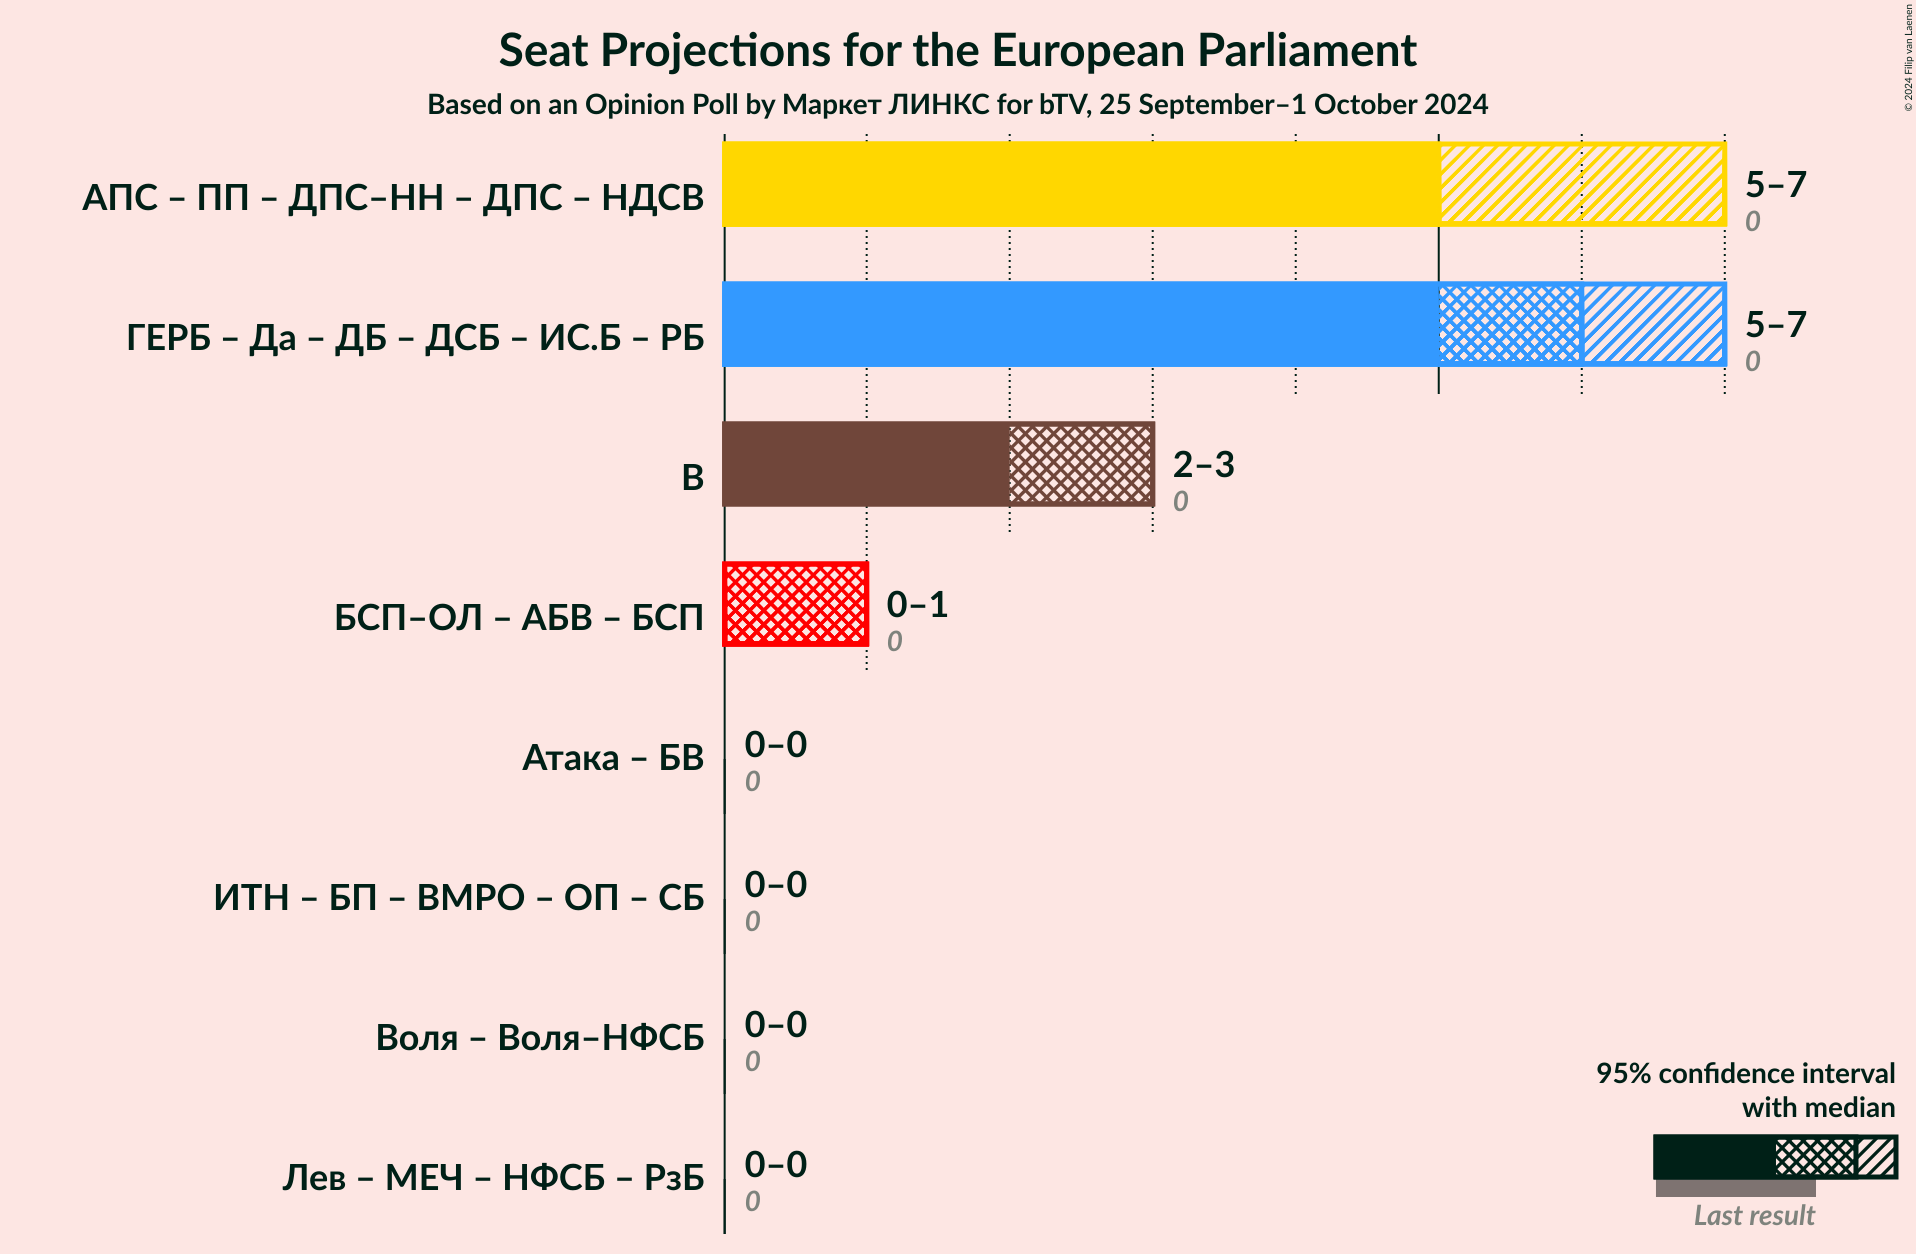 Seat Projections for the European Parliament
Based on an Opinion Poll by Маркет ЛИНКС for bTV, 25 September–1 October 2024
© 2024 Filip van Laenen
АПС – ПП – ДПС–НН – ДПС – НДСВ
5–7
0
ГЕРБ – Да – ДБ – ДСБ – ИС.Б – РБ
5–7
0
В
2–3
0
БСП–ОЛ – АБВ – БСП
0–1
0
Атака – БВ
0–0
0
ИТН – БП – ВМРО – ОП – СБ
0–0
0
Воля – Воля–НФСБ
0–0
0
Лев – МЕЧ – НФСБ – РзБ
0–0
0
95% confidence interval
with median
Last result